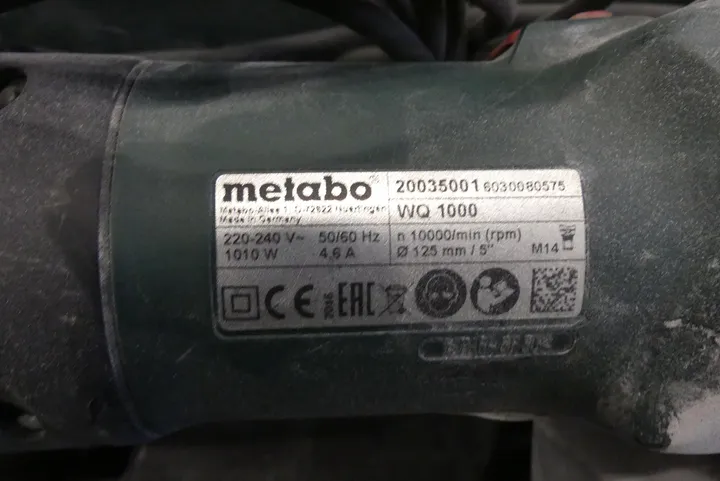 metabo
Metabo-Allee 1, D-72622 Nuertingen
Made in Germany
20035001 6030080575
WQ 1000
220-240 V~ 50/60 Hz
1010 W 4,6 A
n 10000/min (rpm)
Ø 125 mm / 5" M14
CE 2016 EAC